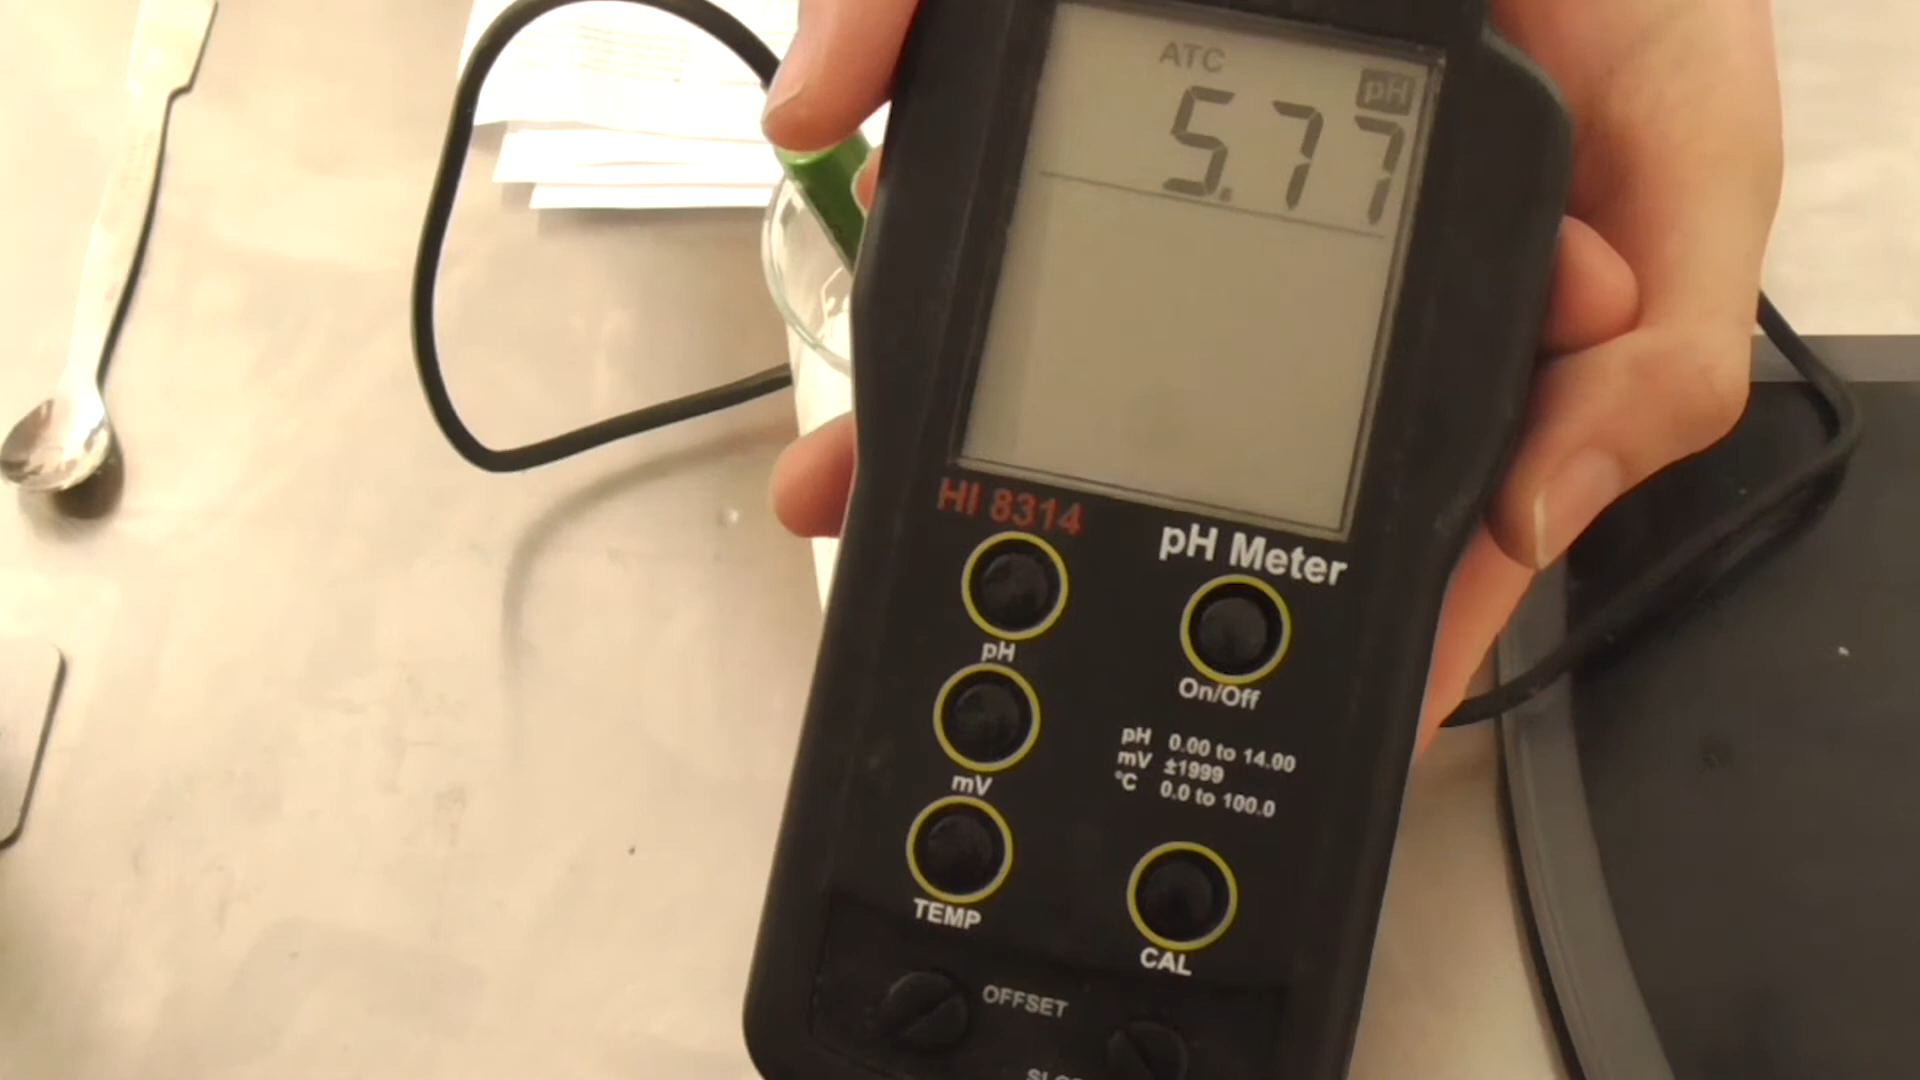 ATC
pH
5.77
HI 8314
pH Meter
pH
On/Off
mV
pH 0.00 to 14.00
mV ±1999
°C 0.0 to 100.0
TEMP
CAL
OFFSET